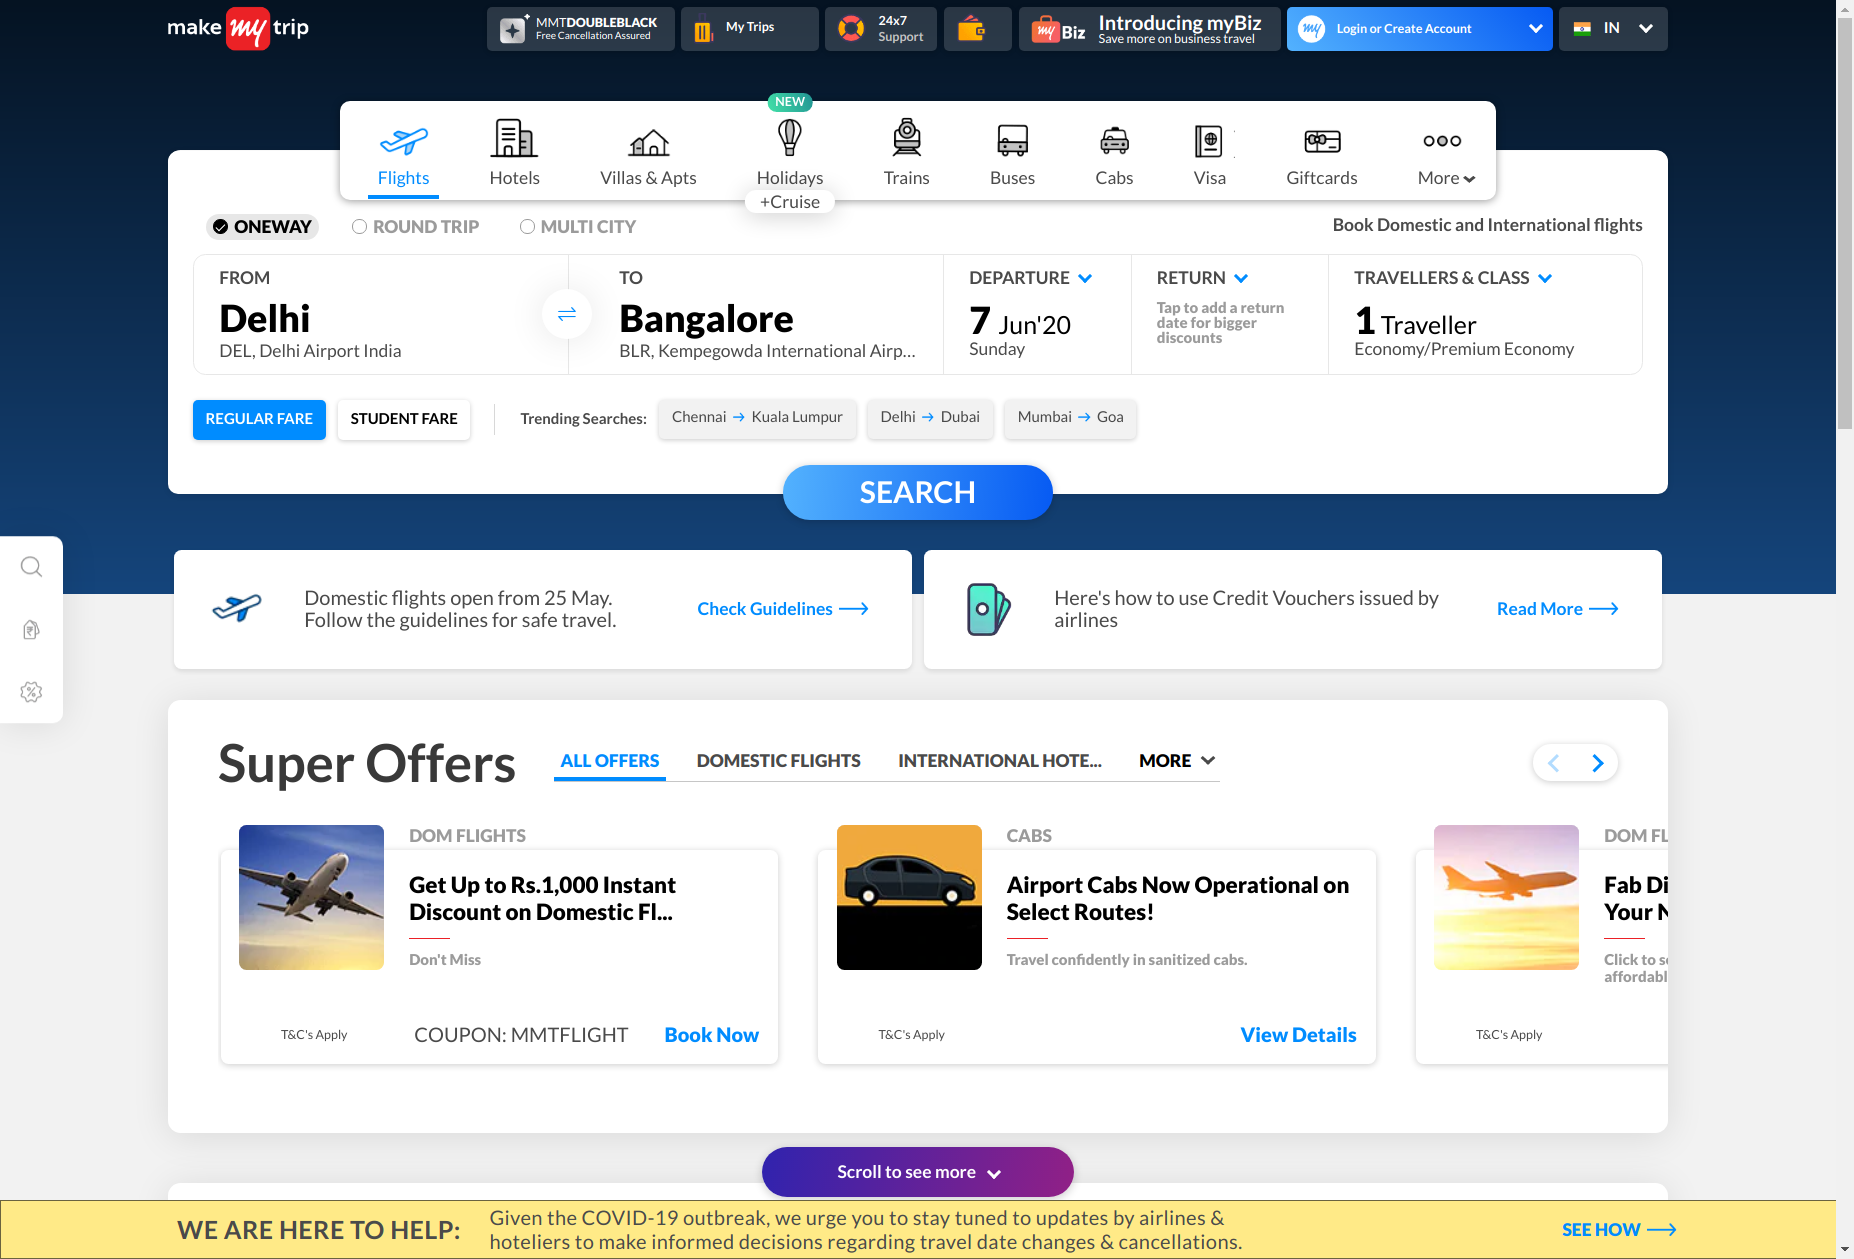 make my trip
MMTDOUBLEBLACK
Free Cancellation Assured
My Trips
24x7
Support
my Biz
Introducing myBiz
Save more on business travel
my
Login or Create Account
IN
NEW
Flights
Hotels
Villas & Apts
Holidays
+Cruise
Trains
Buses
Cabs
Visa
Giftcards
More
ONEWAY
ROUND TRIP
MULTI CITY
Book Domestic and International flights
FROM
Delhi
DEL, Delhi Airport India
TO
Bangalore
BLR, Kempegowda International Airp...
DEPARTURE
7 Jun'20
Sunday
RETURN
Tap to add a return
date for bigger
discounts
TRAVELLERS & CLASS
1 Traveller
Economy/Premium Economy
REGULAR FARE
STUDENT FARE
Trending Searches:
Chennai → Kuala Lumpur
Delhi → Dubai
Mumbai → Goa
SEARCH
Domestic flights open from 25 May.
Follow the guidelines for safe travel.
Check Guidelines
Here's how to use Credit Vouchers issued by
airlines
Read More
Super Offers
ALL OFFERS
DOMESTIC FLIGHTS
INTERNATIONAL HOTE...
MORE
DOM FLIGHTS
Get Up to Rs.1,000 Instant
Discount on Domestic Fl...
Don't Miss
T&C's Apply
COUPON: MMTFLIGHT
Book Now
CABS
Airport Cabs Now Operational on
Select Routes!
Travel confidently in sanitized cabs.
T&C's Apply
View Details
DOM FL
Fab Di
Your N
Click to s
affordabl
T&C's Apply
Scroll to see more
WE ARE HERE TO HELP:
Given the COVID-19 outbreak, we urge you to stay tuned to updates by airlines &
hoteliers to make informed decisions regarding travel date changes & cancellations.
SEE HOW